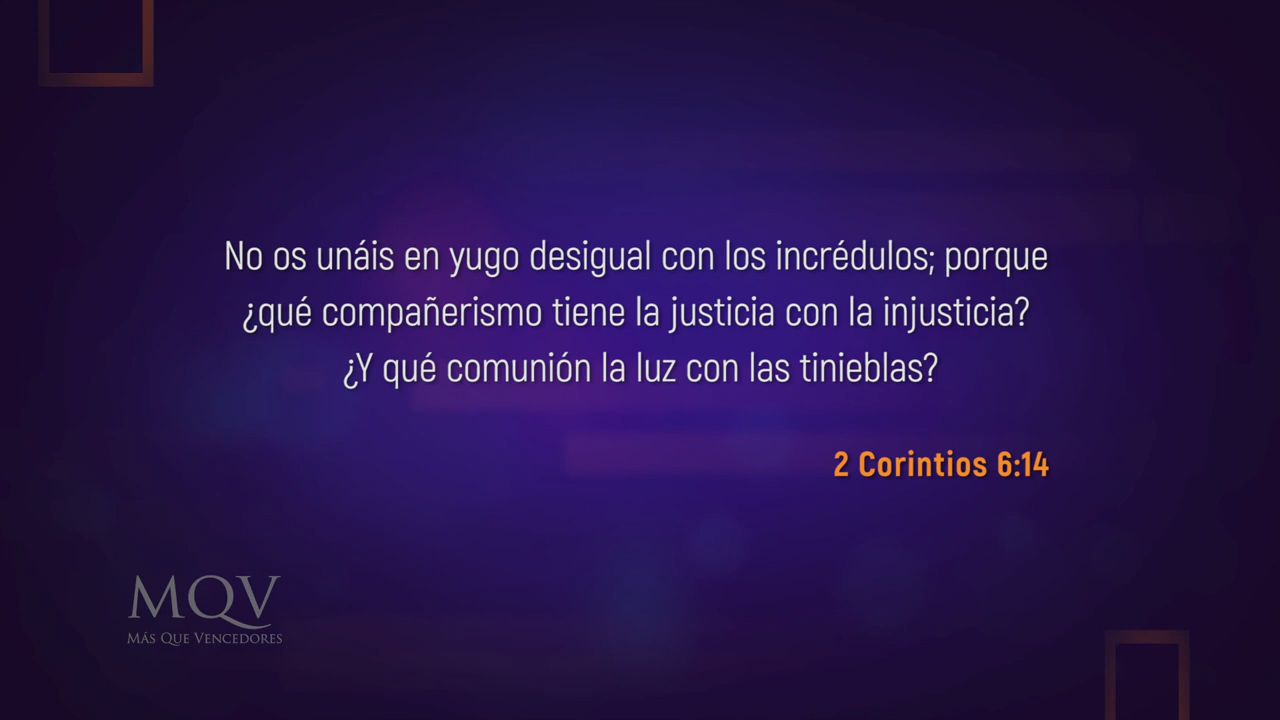 No os unáis en yugo desigual con los incrédulos; porque
¿qué compañerismo tiene la justicia con la injusticia?
¿Y qué comunión la luz con las tinieblas?
2 Corintios 6:14
MQV
Más Que Vencedores